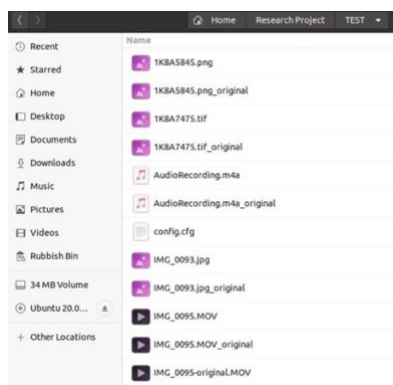 Home Research Project TEST
Recent
Starred
Home
Desktop
Documents
Downloads
Music
Pictures
Videos
Rubbish Bin
34 MB Volume
Ubuntu 20.0...
Other Locations
Name
1K8A5845.png
1K8A5845.png_original
1K8A7475.tif
1K8A7475.tif_original
AudioRecording.m4a
AudioRecording.m4a_original
config.cfg
IMG_0093.jpg
IMG_0093.jpg_original
IMG_0095.MOV
IMG_0095.MOV_original
IMG_0095-original.MOV